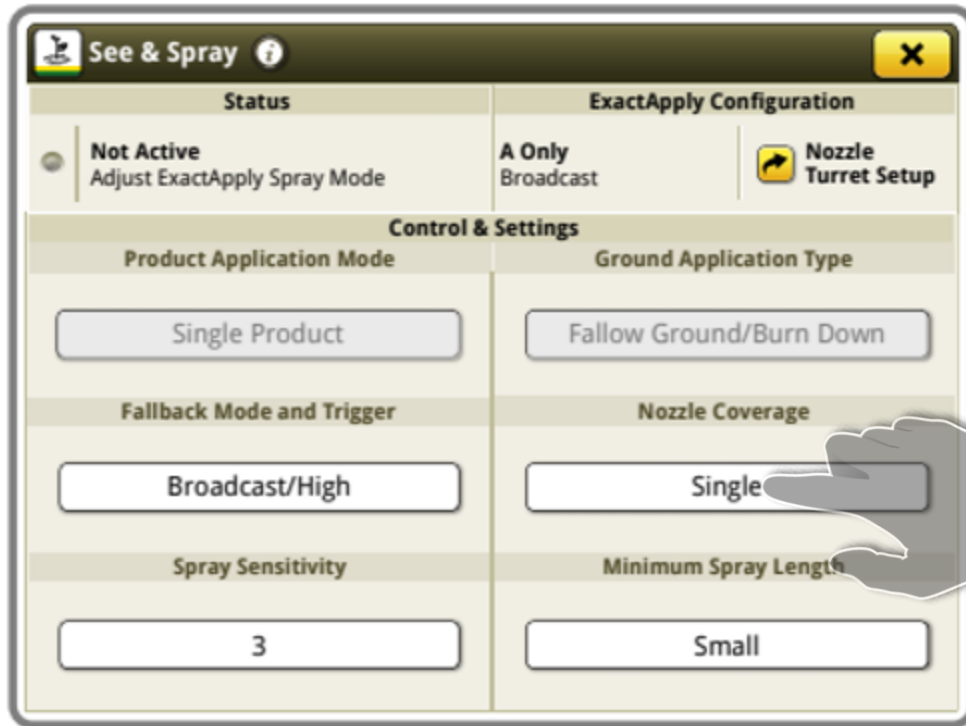 See & Spray
Status
ExactApply Configuration
Not Active
Adjust ExactApply Spray Mode
A Only
Broadcast
Nozzle
Turret Setup
Control & Settings
Product Application Mode
Ground Application Type
Single Product
Fallow Ground/Burn Down
Fallback Mode and Trigger
Nozzle Coverage
Broadcast/High
Single
Spray Sensitivity
Minimum Spray Length
3
Small